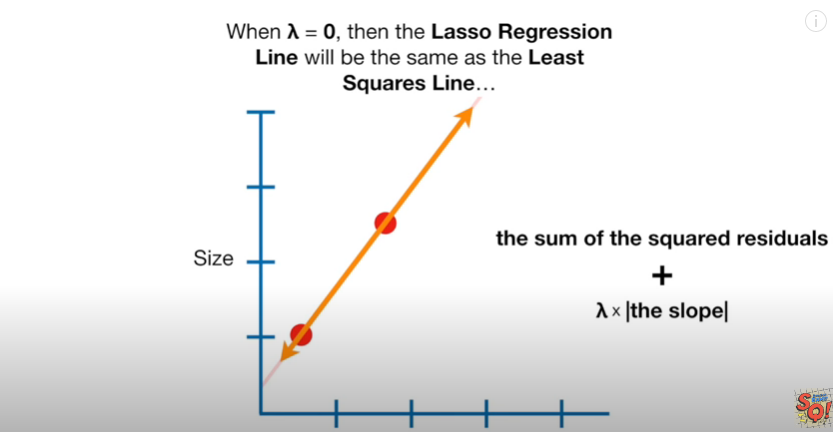 When λ = 0, then the Lasso Regression
Line will be the same as the Least
Squares Line…
Size
the sum of the squared residuals
+
λ x |the slope|
SQ!